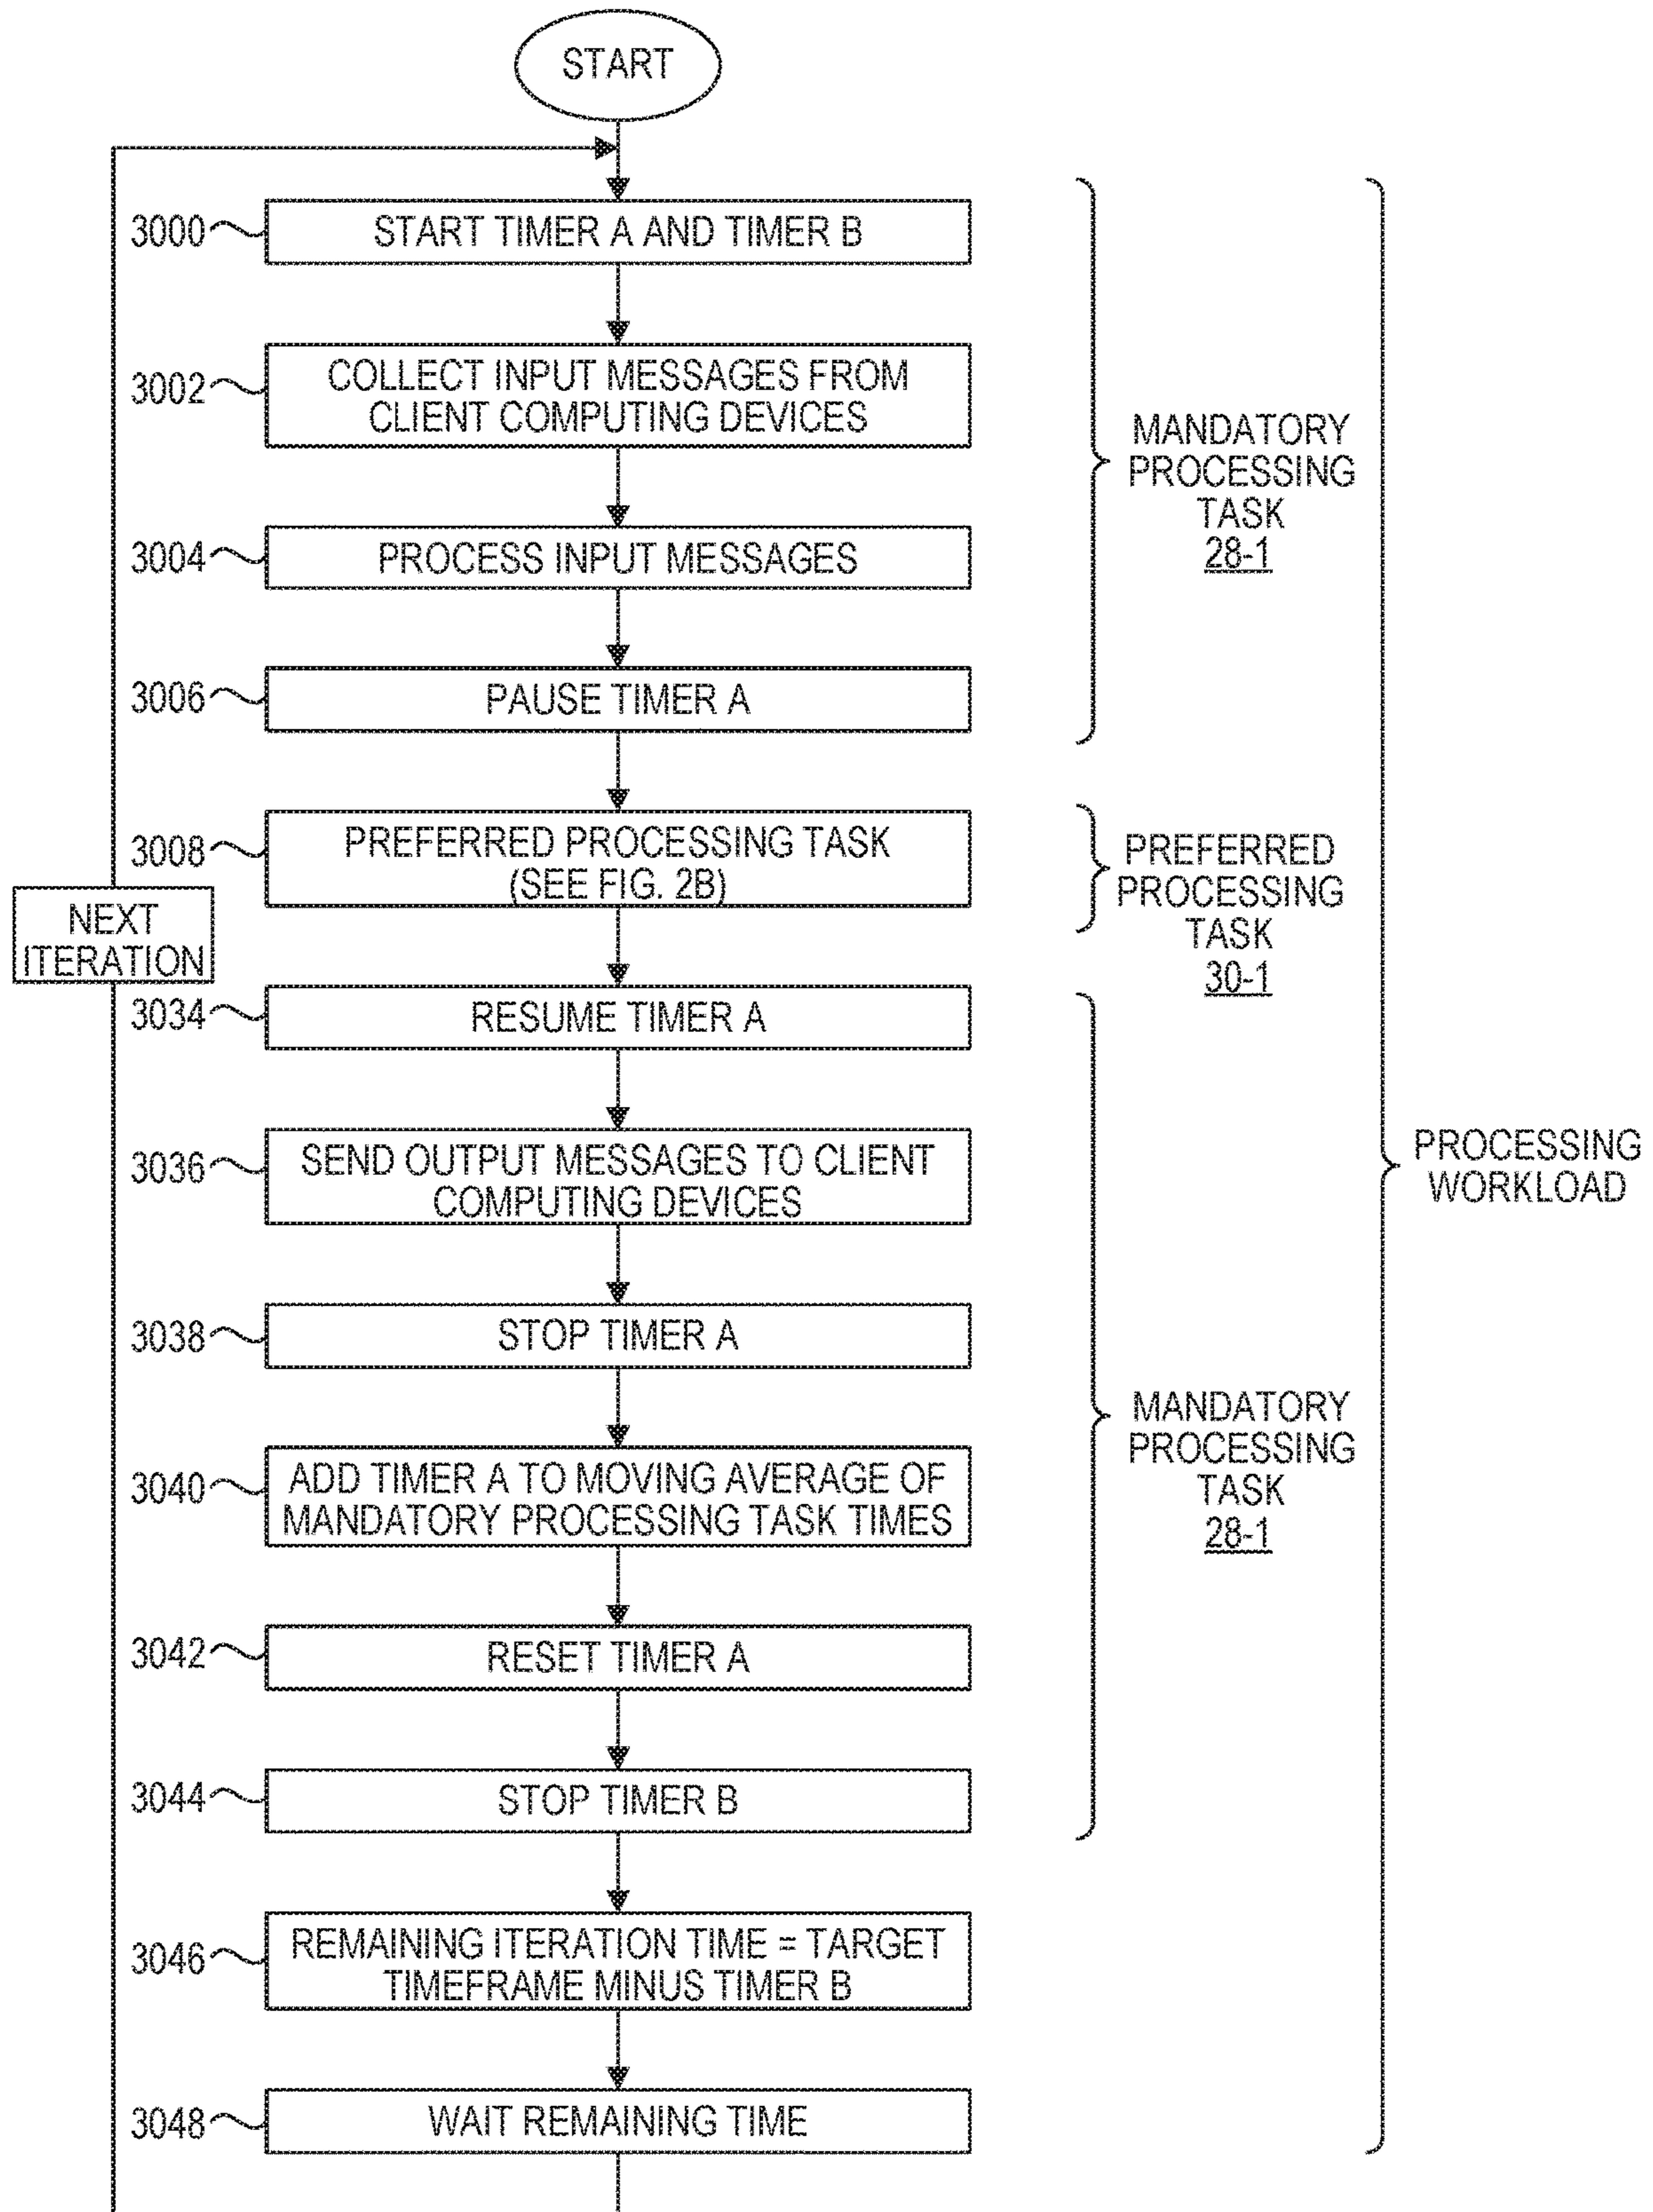 START
3000
START TIMER A AND TIMER B
3002
COLLECT INPUT MESSAGES FROM
CLIENT COMPUTING DEVICES
3004
PROCESS INPUT MESSAGES
3006
PAUSE TIMER A
MANDATORY
PROCESSING
TASK
28-1
3008
PREFERRED PROCESSING TASK
(SEE FIG. 2B)
PREFERRED
PROCESSING
TASK
30-1
NEXT
ITERATION
3034
RESUME TIMER A
3036
SEND OUTPUT MESSAGES TO CLIENT
COMPUTING DEVICES
PROCESSING
WORKLOAD
3038
STOP TIMER A
3040
ADD TIMER A TO MOVING AVERAGE OF
MANDATORY PROCESSING TASK TIMES
MANDATORY
PROCESSING
TASK
28-1
3042
RESET TIMER A
3044
STOP TIMER B
3046
REMAINING ITERATION TIME = TARGET
TIMEFRAME MINUS TIMER B
3048
WAIT REMAINING TIME